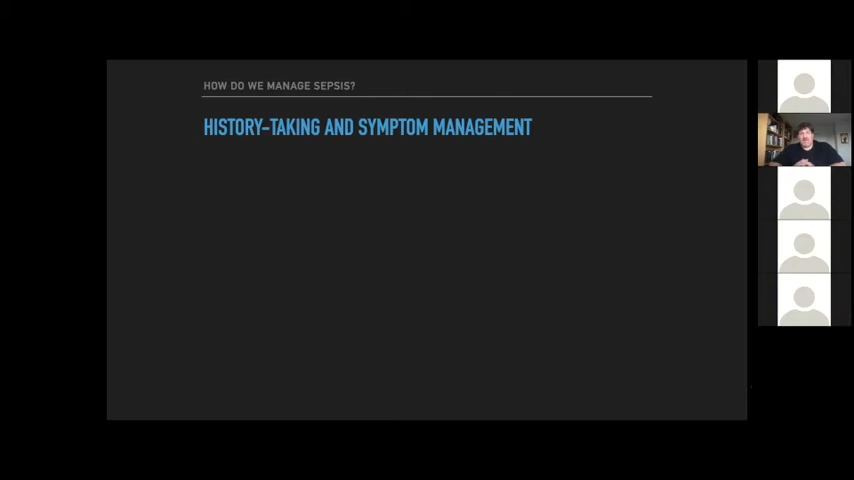 HOW DO WE MANAGE SEPSIS?
HISTORY-TAKING AND SYMPTOM MANAGEMENT